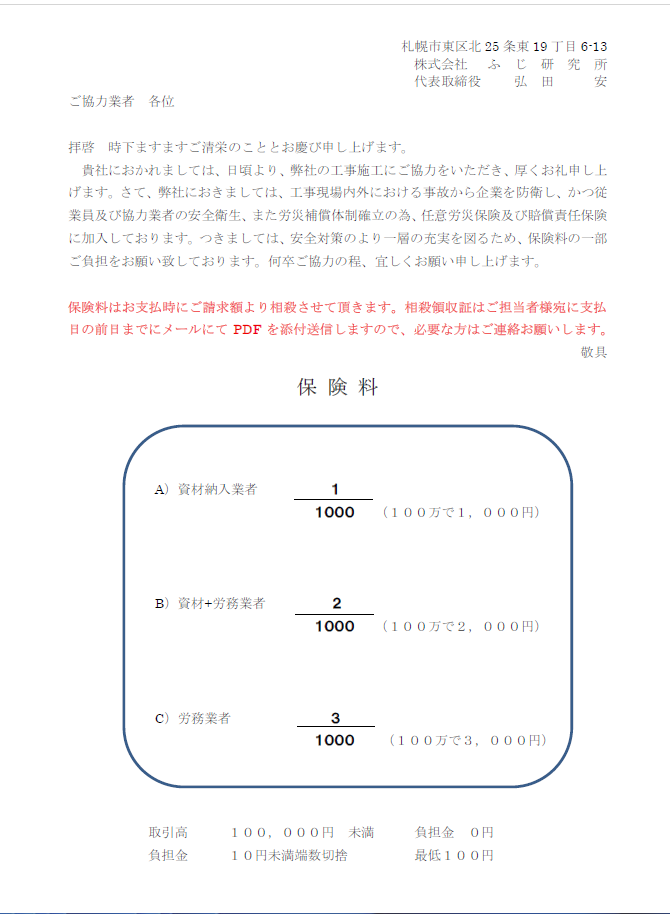 札幌市東区北 25 条東 19 丁目 6-13
株式会社 ふ じ 研 究 所
代表取締役 弘 田 安
ご協力業者 各位
拝啓 時下ますますご清栄のこととお慶び申し上げます。
貴社におかれましては、日頃より、弊社の工事施工にご協力をいただき、厚くお礼申し上
げます。さて、弊社におきましては、工事現場内外における事故から企業を防衛し、かつ従
業員及び協力業者の安全衛生、また労災補償体制確立の為、任意労災保険及び賠償責任保険
に加入しております。つきましては、安全対策のより一層の充実を図るため、保険料の一部
ご負担をお願い致しております。何卒ご協力の程、宜しくお願い申し上げます。
保険料はお支払時にご請求額より相殺させて頂きます。相殺領収証はご担当者様宛に支払
日の前日までにメールにて PDF を添付送信しますので、必要な方はご連絡お願いします。
敬具
保 険 料
A）資材納入業者 1
1000 （１００万で１，０００円）
B）資材+労務業者 2
1000 （１００万で２，０００円）
C）労務業者 3
1000 （１００万で３，０００円）
取引高 １００，０００円 未満 負担金 ０円
負担金 １０円未満端数切捨 最低１００円